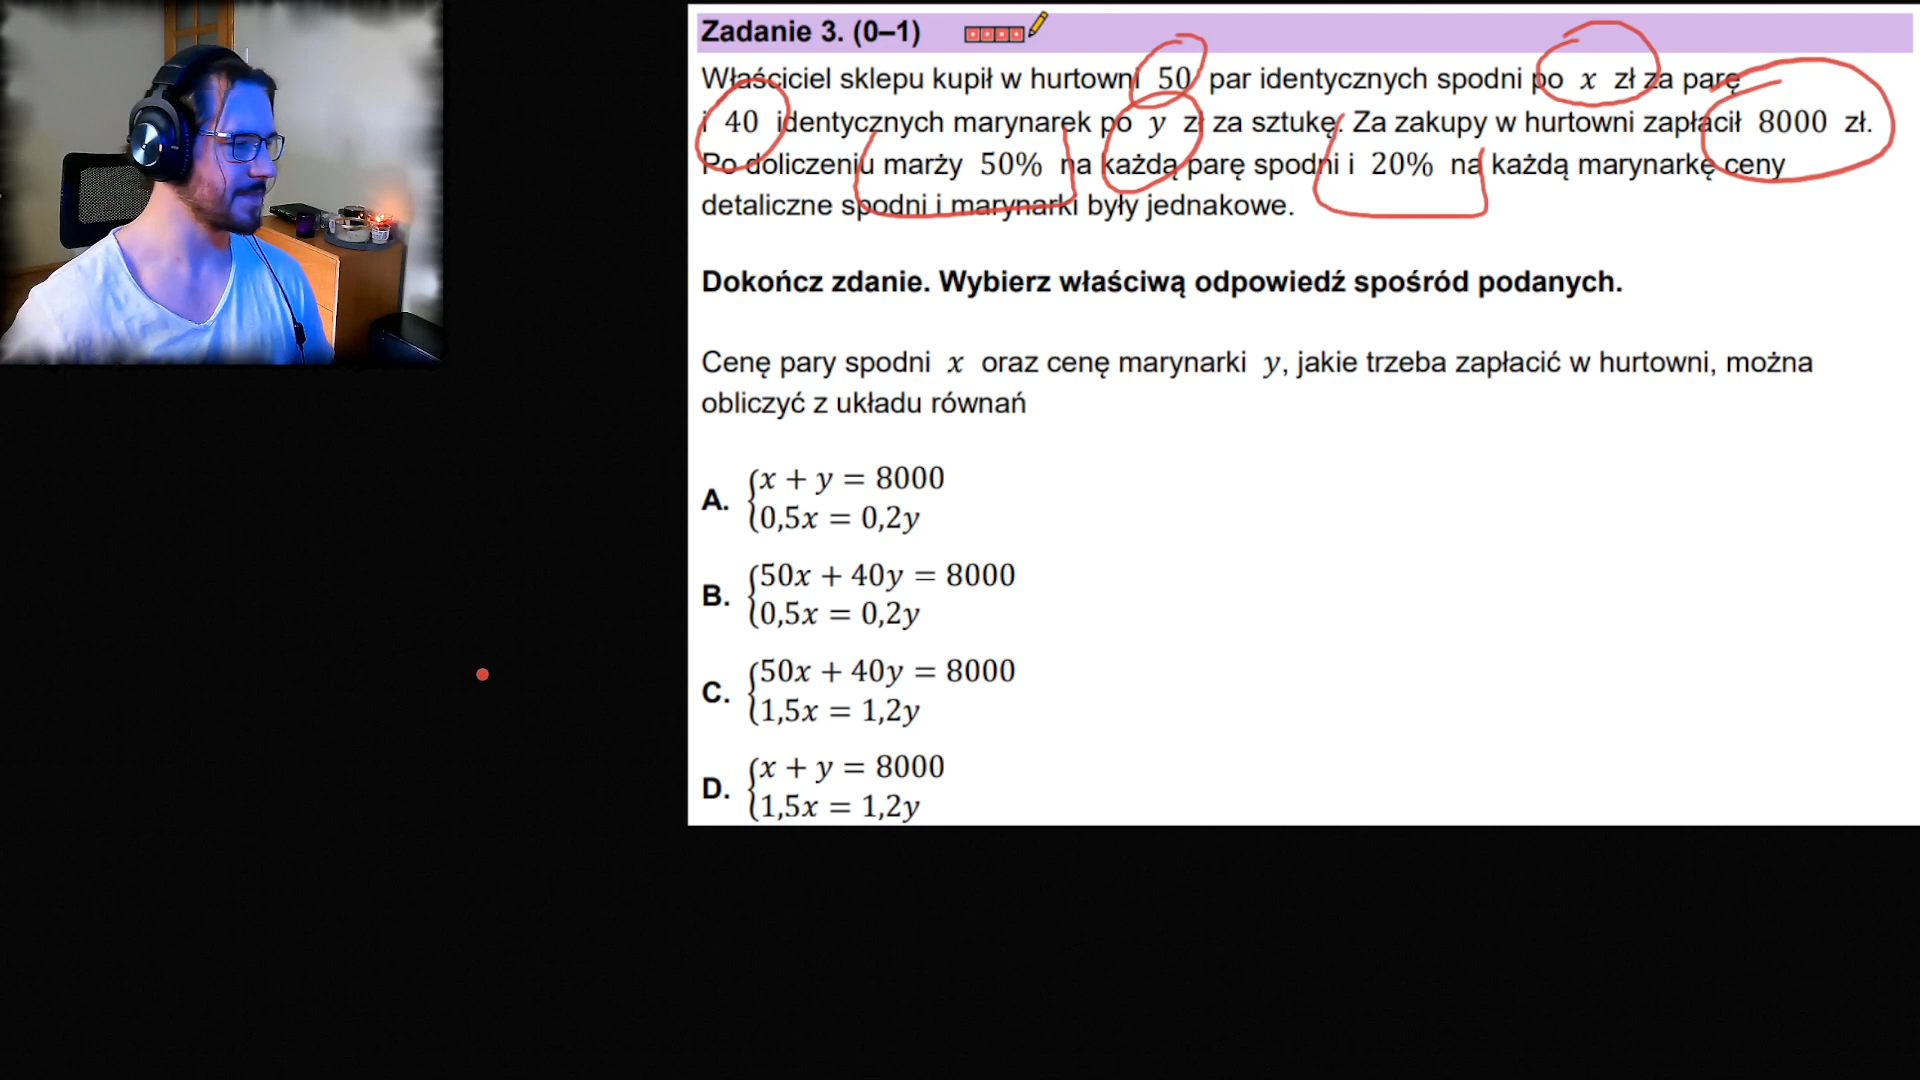 Zadanie 3. (0–1)
Właściciel sklepu kupił w hurtowni 50 par identycznych spodni po x zł za parę
i 40 identycznych marynarek po y zł za sztukę. Za zakupy w hurtowni zapłacił 8000 zł.
Po doliczeniu marży 50% na każdą parę spodni i 20% na każdą marynarkę ceny
detaliczne spodni i marynarki były jednakowe.
Dokończ zdanie. Wybierz właściwą odpowiedź spośród podanych.
Cenę pary spodni x oraz cenę marynarki y, jakie trzeba zapłacić w hurtowni, można
obliczyć z układu równań
A. {x + y = 8000
{0,5x = 0,2y
B. {50x + 40y = 8000
{0,5x = 0,2y
C. {50x + 40y = 8000
{1,5x = 1,2y
D. {x + y = 8000
{1,5x = 1,2y